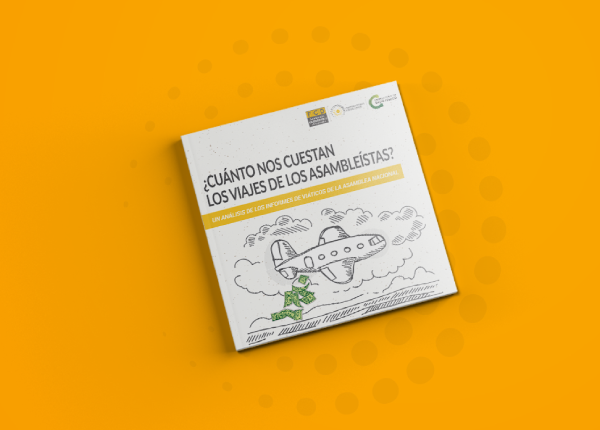 ¿CUÁNTO NOS CUESTAN
LOS VIAJES DE LOS ASAMBLEÍSTAS?
UN ANÁLISIS DE LOS INFORMES DE VIÁTICOS DE LA ASAMBLEA NACIONAL